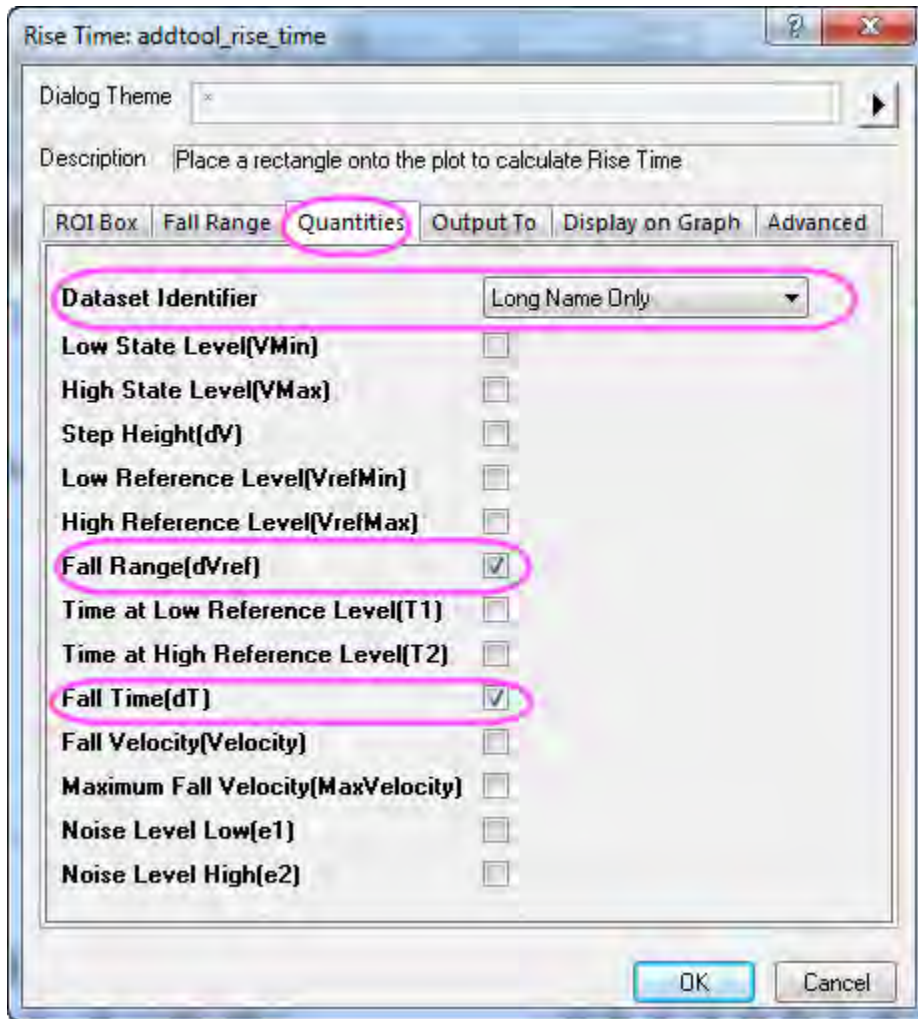 Rise Time: addtool_rise_time
Dialog Theme *
Description Place a rectangle onto the plot to calculate Rise Time
ROI Box Fall Range Quantities Output To Display on Graph Advanced
Dataset Identifier Long Name Only
Low State Level(VMin)
High State Level(VMax)
Step Height(dV)
Low Reference Level(VrefMin)
High Reference Level(VrefMax)
Fall Range(dVref)
Time at Low Reference Level(T1)
Time at High Reference Level(T2)
Fall Time(dT)
Fall Velocity(Velocity)
Maximum Fall Velocity(MaxVelocity)
Noise Level Low(e1)
Noise Level High(e2)
OK Cancel